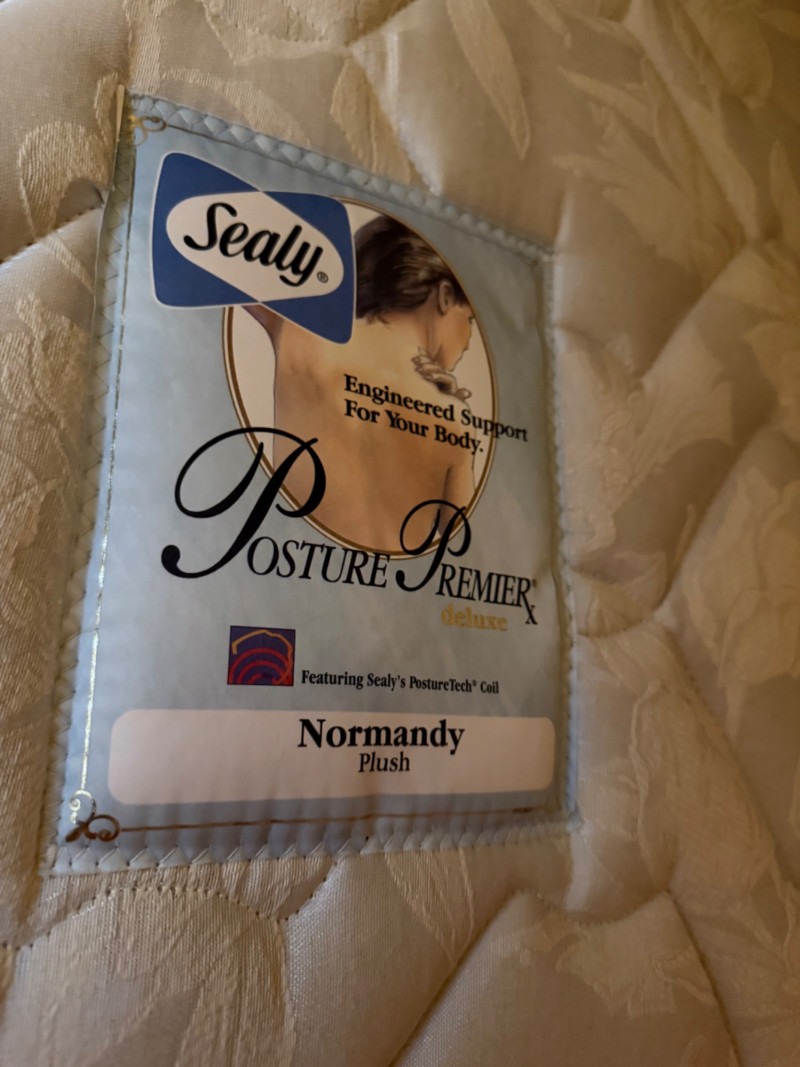 Sealy®
Engineered Support
For Your Body.
Posture Premier®x
deluxe
Featuring Sealy's PostureTech® Coil
Normandy
Plush